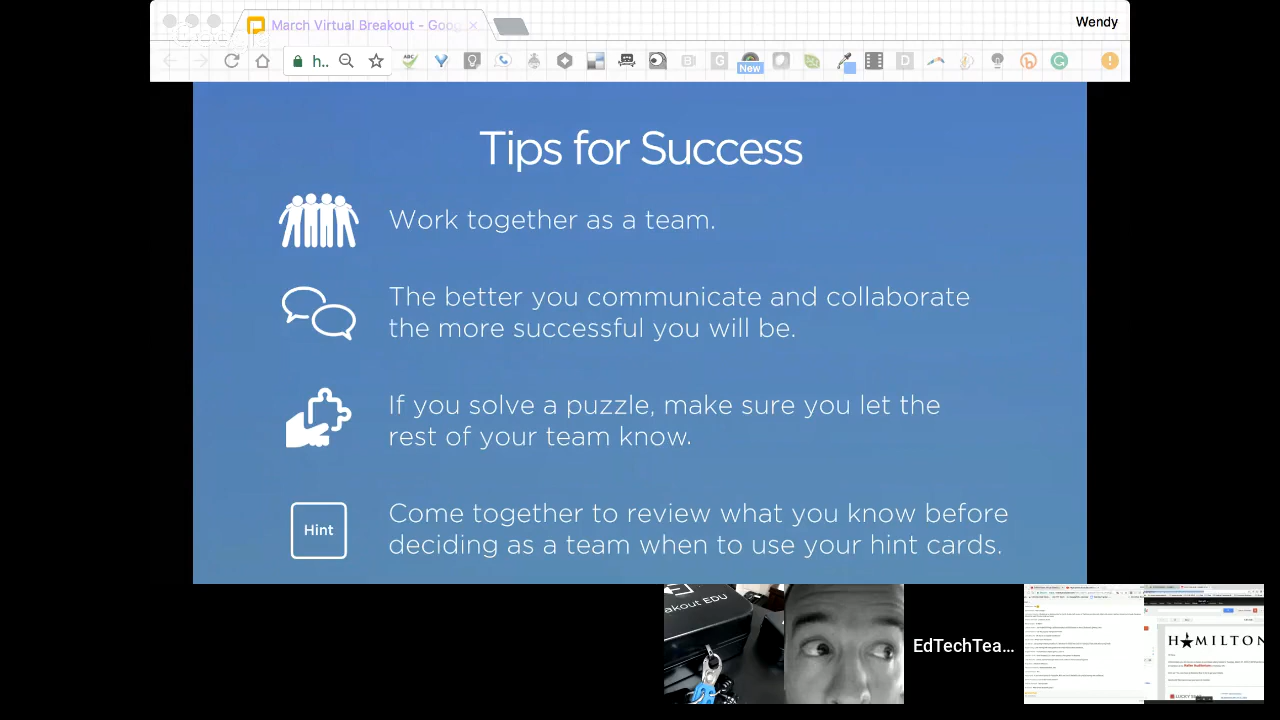 March Virtual Breakout - Goog
Wendy
h..
ABC
B
G
New
D
Tips for Success
Work together as a team.
The better you communicate and collaborate
the more successful you will be.
If you solve a puzzle, make sure you let the
rest of your team know.
Hint
Come together to review what you know before
deciding as a team when to use your hint cards.
EDU
EdTechTea...
HAMILTON